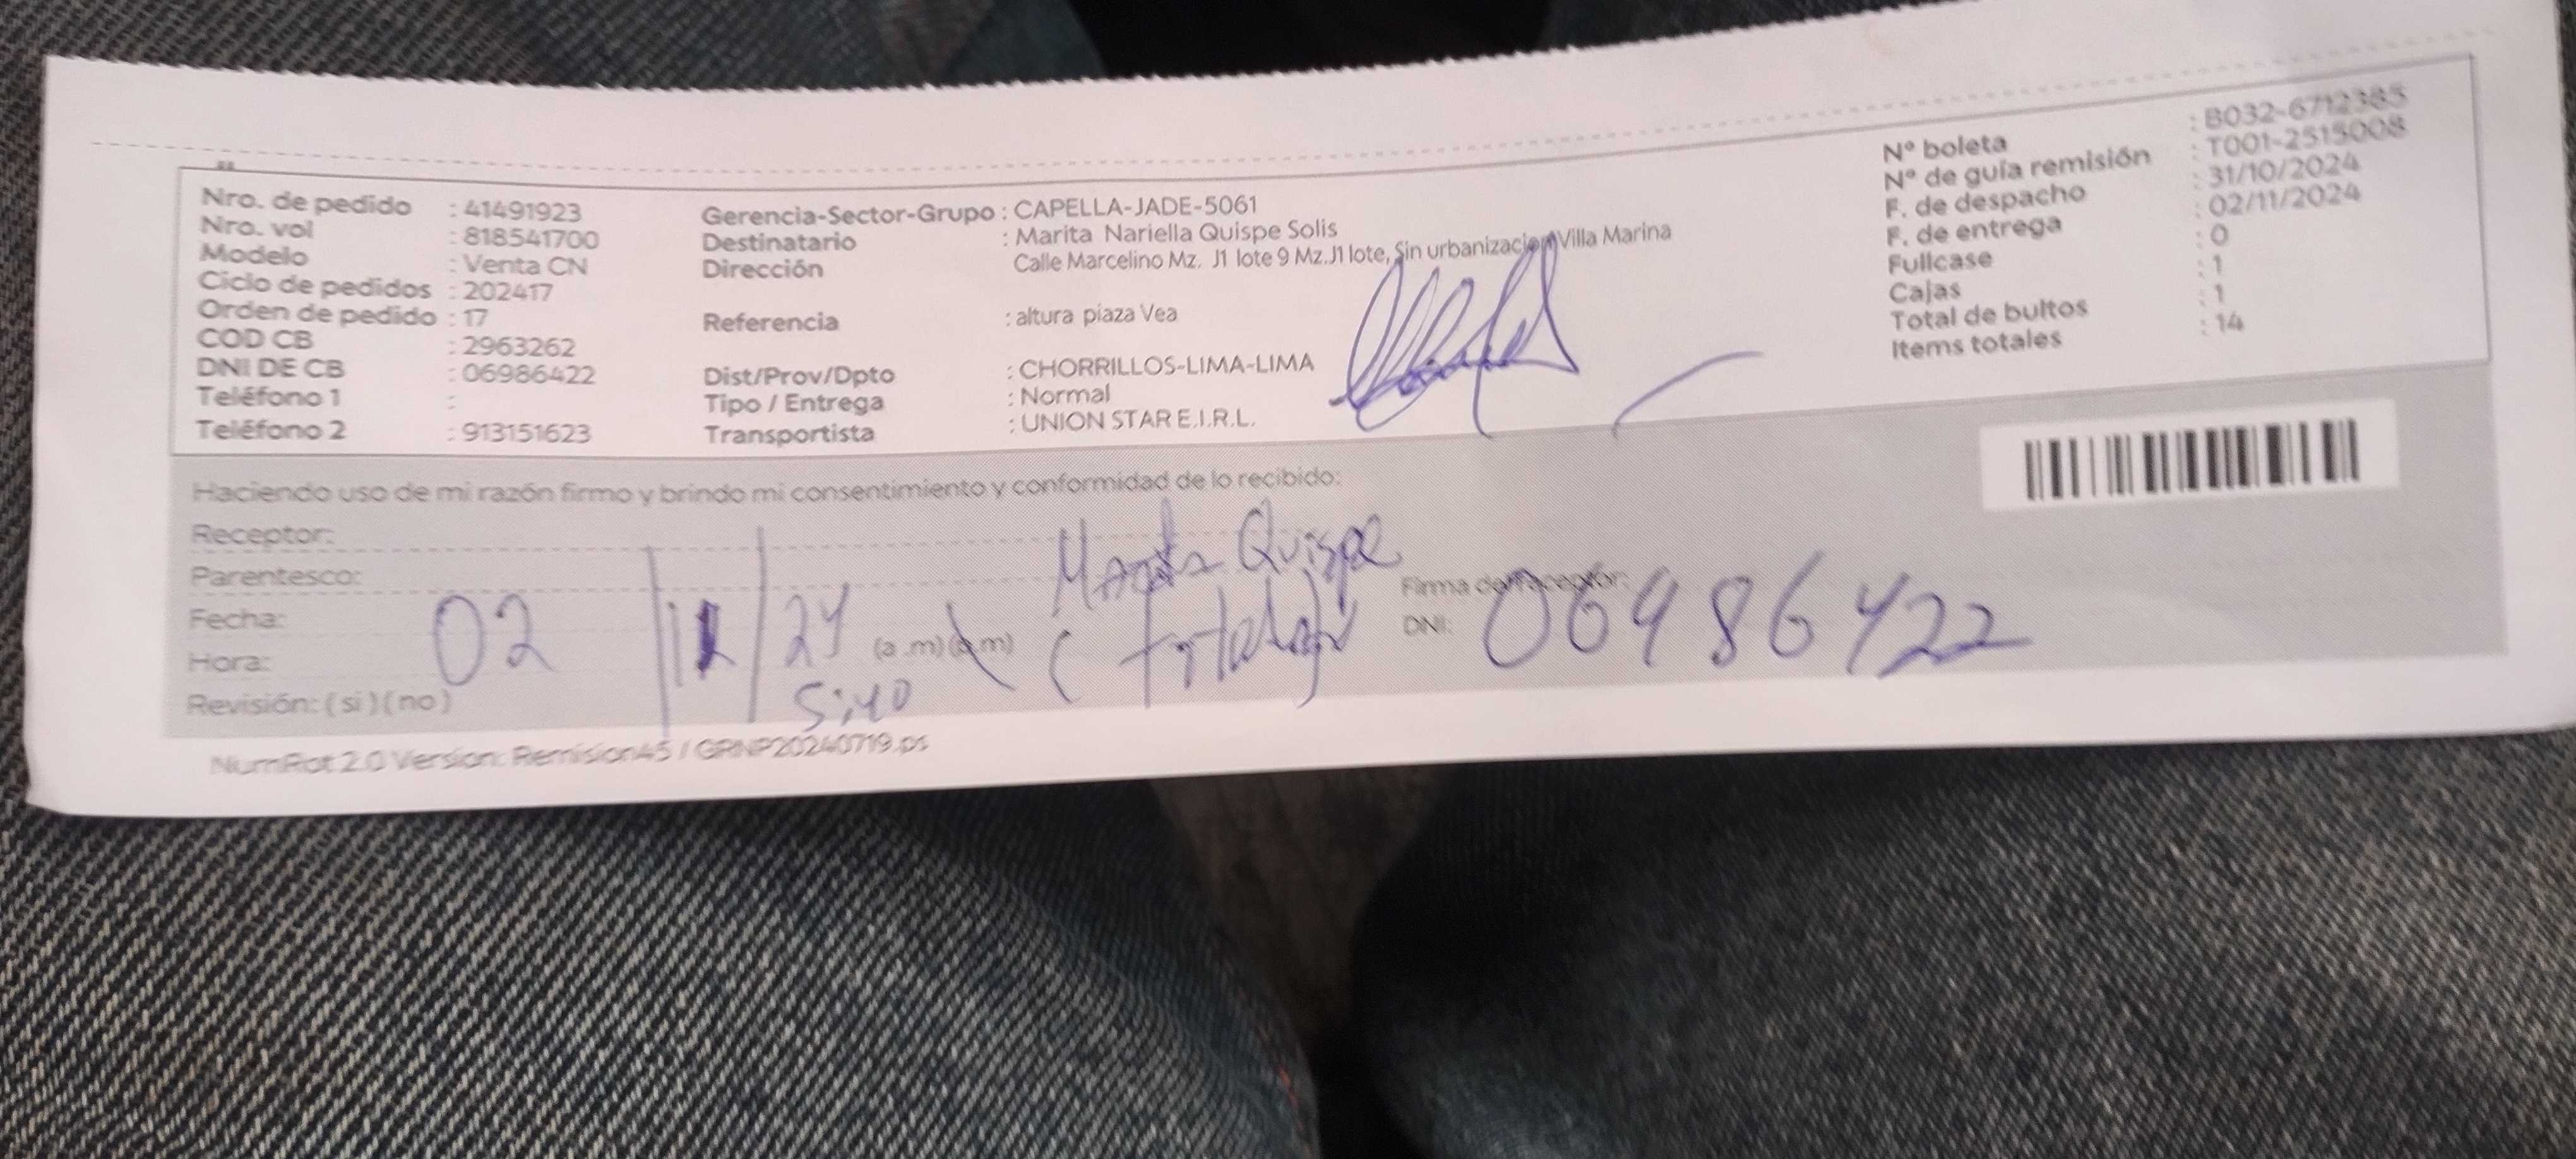 Nro. de pedido : 41491923
Nro. vol : 818541700
Modelo : Venta CN
Ciclo de pedidos : 202417
Orden de pedido : 17
COD CB : 2963262
DNI DE CB : 06986422
Teléfono 1 :
Teléfono 2 : 913151623
Gerencia-Sector-Grupo : CAPELLA-JADE-5061
Destinatario : Marita Nariella Quispe Solis
Dirección Calle Marcelino Mz. J1 lote 9 Mz.J1 lote, Sin urbanizacion Villa Marina
Referencia : altura plaza Vea
Dist/Prov/Dpto : CHORRILLOS-LIMA-LIMA
Tipo / Entrega : Normal
Transportista : UNION STAR E.I.R.L.
Nº boleta : B032-6712385
Nº de guía remisión : T001-2515008
F. de despacho : 31/10/2024
F. de entrega : 02/11/2024
Fullcase : 0
Cajas : 1
Total de bultos : 1
Items totales : 14
Haciendo uso de mi razón firmo y brindo mi consentimiento y conformidad de lo recibido:
Receptor:
Parentesco:
Fecha: 02 / 11 / 24
Hora: 5:40 (a .m) (p.m)
Revisión: ( si ) ( no )
Marita Quispe
Firma del receptor:
DNI: 06986422
NumRot 2.0 Version: Remision45 / GRNP20240719.ps